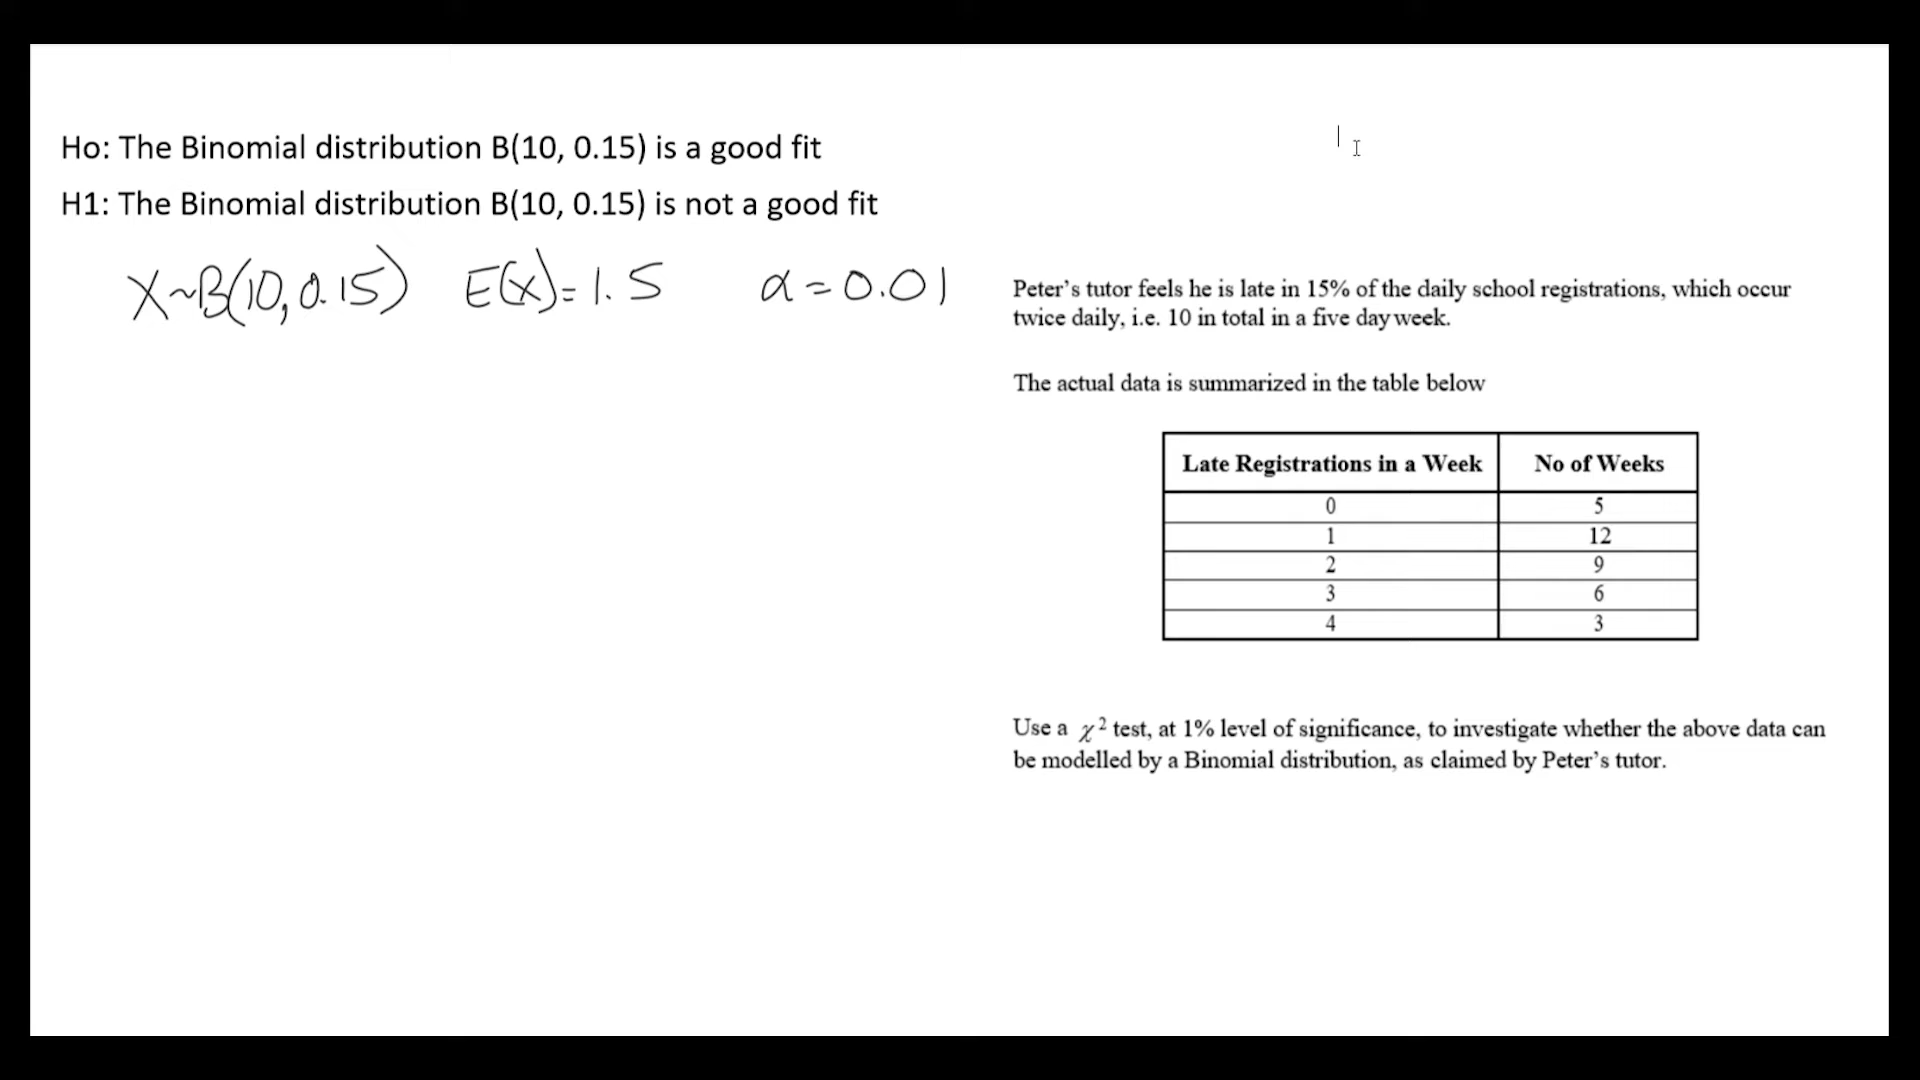 Ho: The Binomial distribution B(10, 0.15) is a good fit
H1: The Binomial distribution B(10, 0.15) is not a good fit
X~B(10,0.15) E(x)=1.5 α=0.01
Peter's tutor feels he is late in 15% of the daily school registrations, which occur
twice daily, i.e. 10 in total in a five day week.
The actual data is summarized in the table below
Late Registrations in a Week No of Weeks
0 5
1 12
2 9
3 6
4 3
Use a χ² test, at 1% level of significance, to investigate whether the above data can
be modelled by a Binomial distribution, as claimed by Peter's tutor.